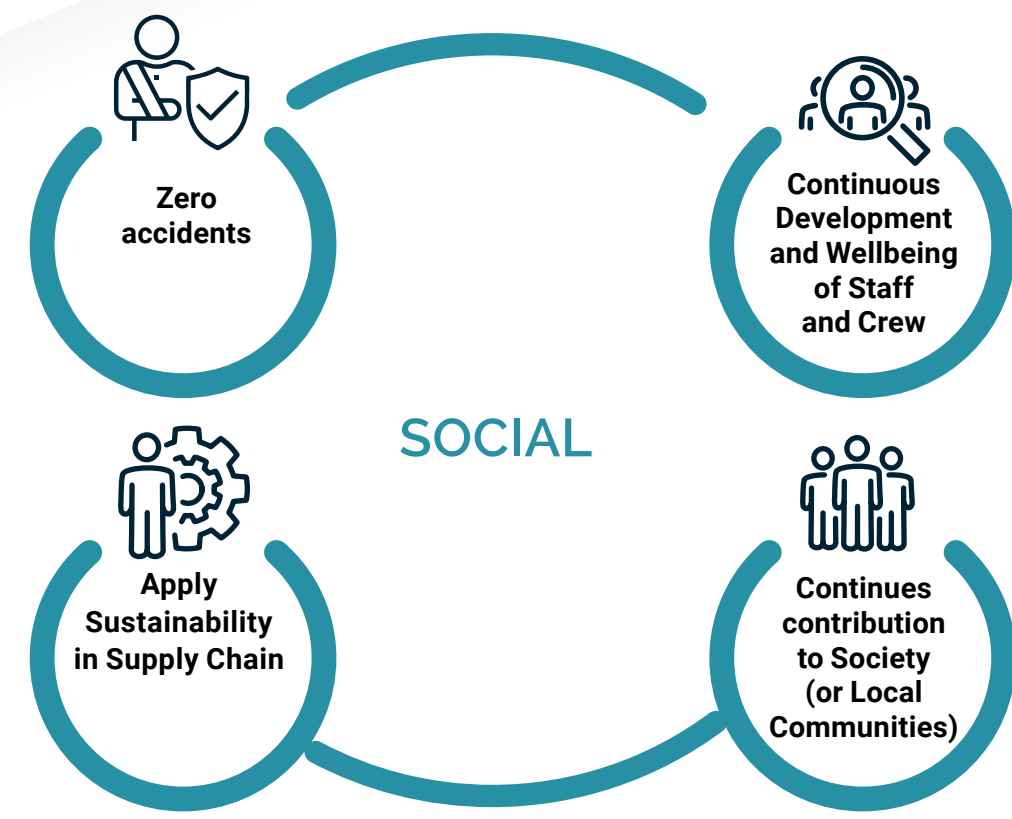 Zero
accidents
Continuous
Development
and Wellbeing
of Staff
and Crew
SOCIAL
Apply
Sustainability
in Supply Chain
Continues
contribution
to Society
(or Local
Communities)